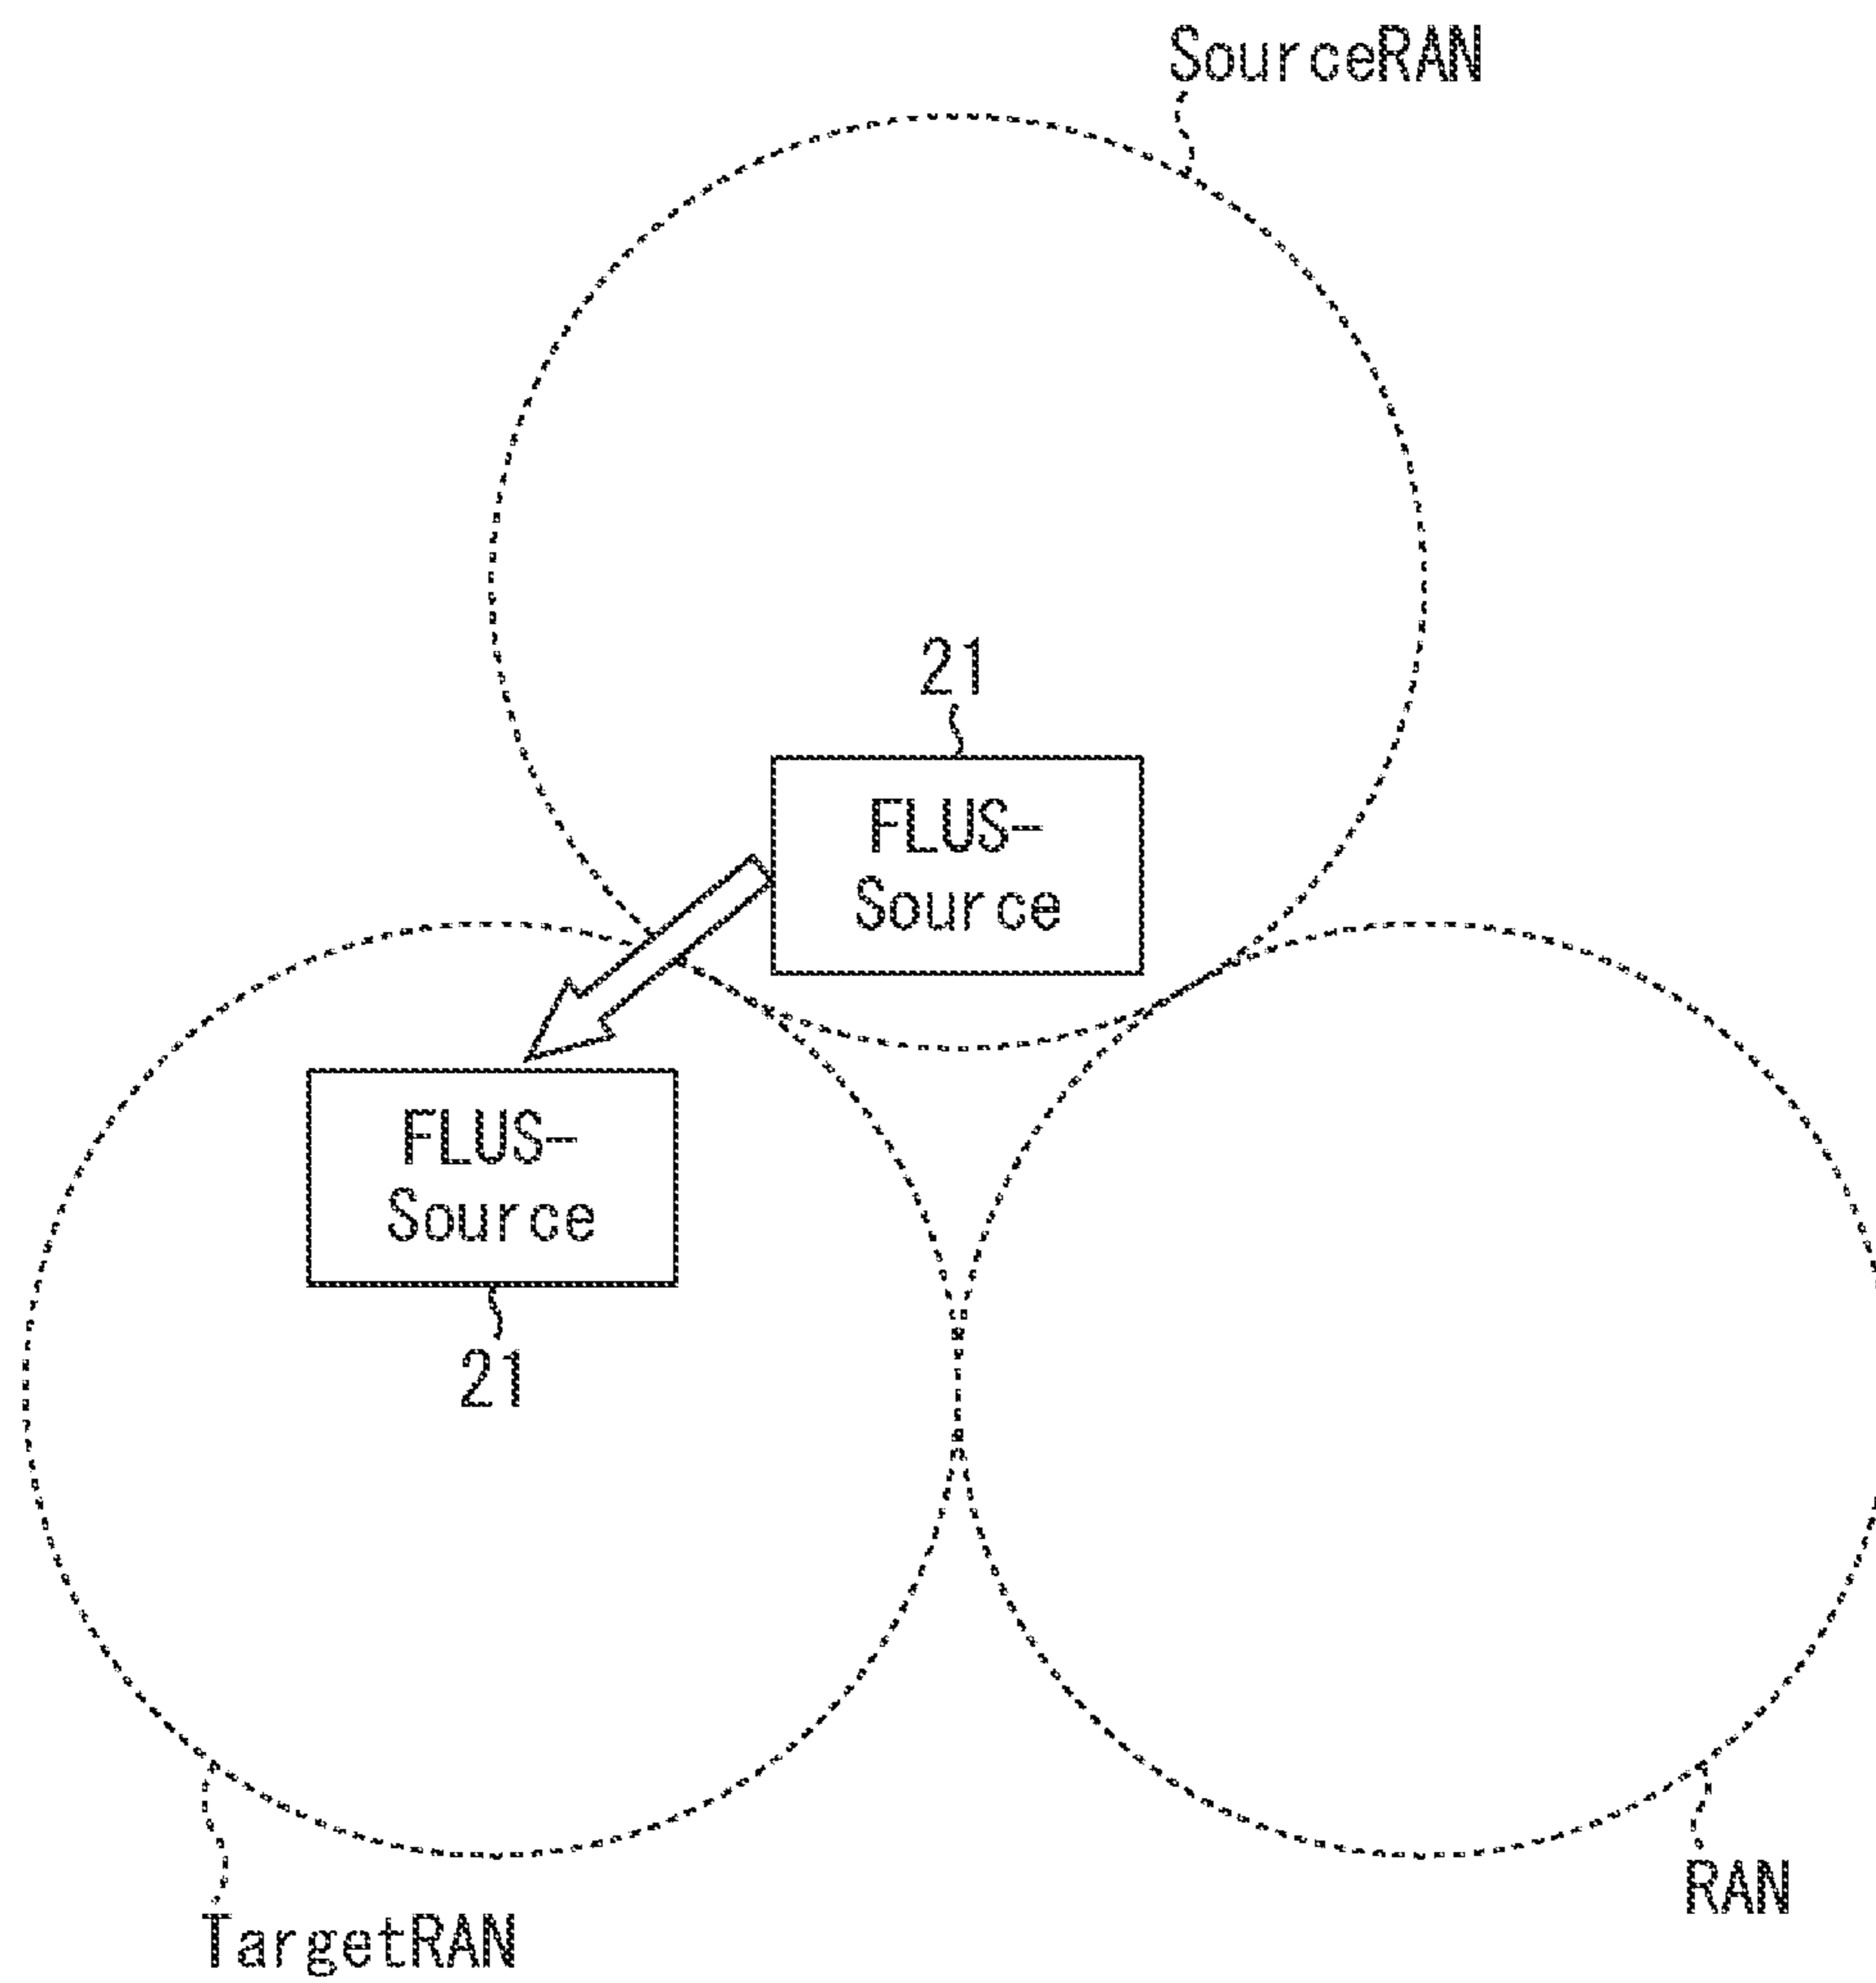 SourceRAN
21
FLUS-
Source
FLUS-
Source
21
RAN
TargetRAN